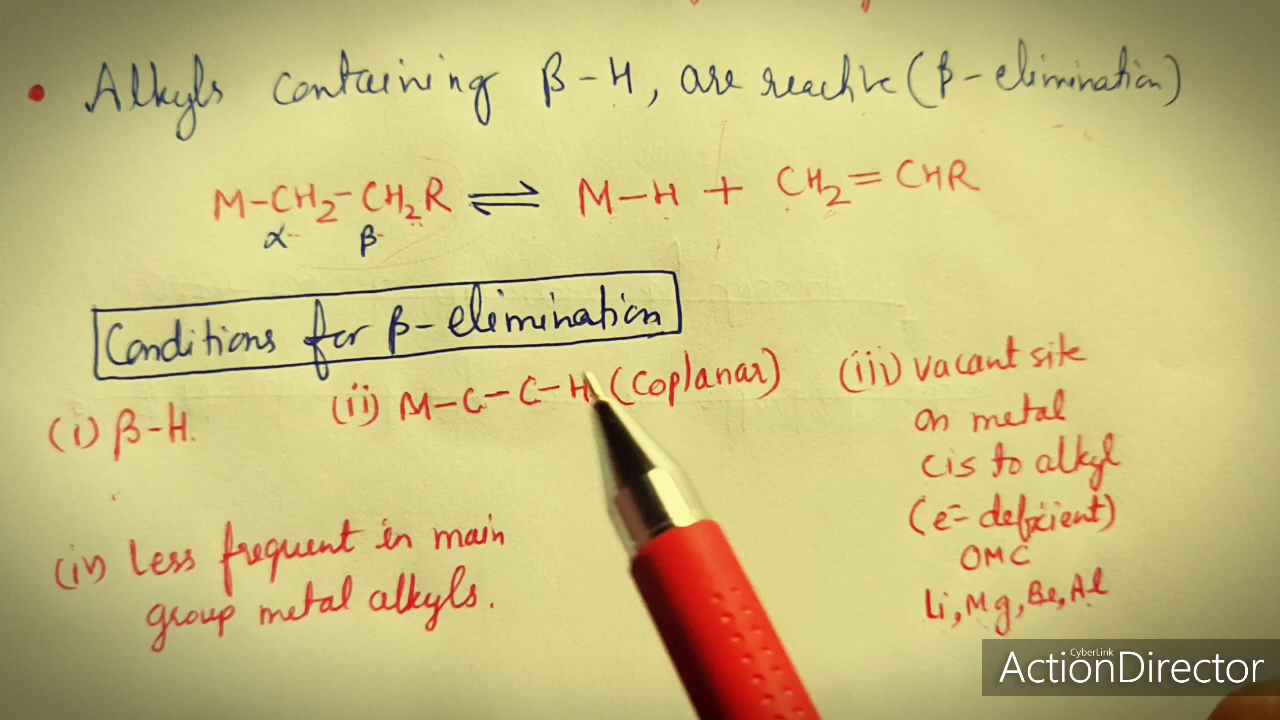 • Alkyls containing β-H, are reactive (β-elimination)
M-CH2-CH2R ⇌ M-H + CH2=CHR
α β
Conditions for β-elimination
(i) β-H.
(ii) M-C-C-H (Coplanar)
(iii) vacant site
on metal
cis to alkyl
(e- deficient)
OMC
Li, Mg, Be, Al
(iv) Less frequent in main
group metal alkyls.
CyberLink
ActionDirector